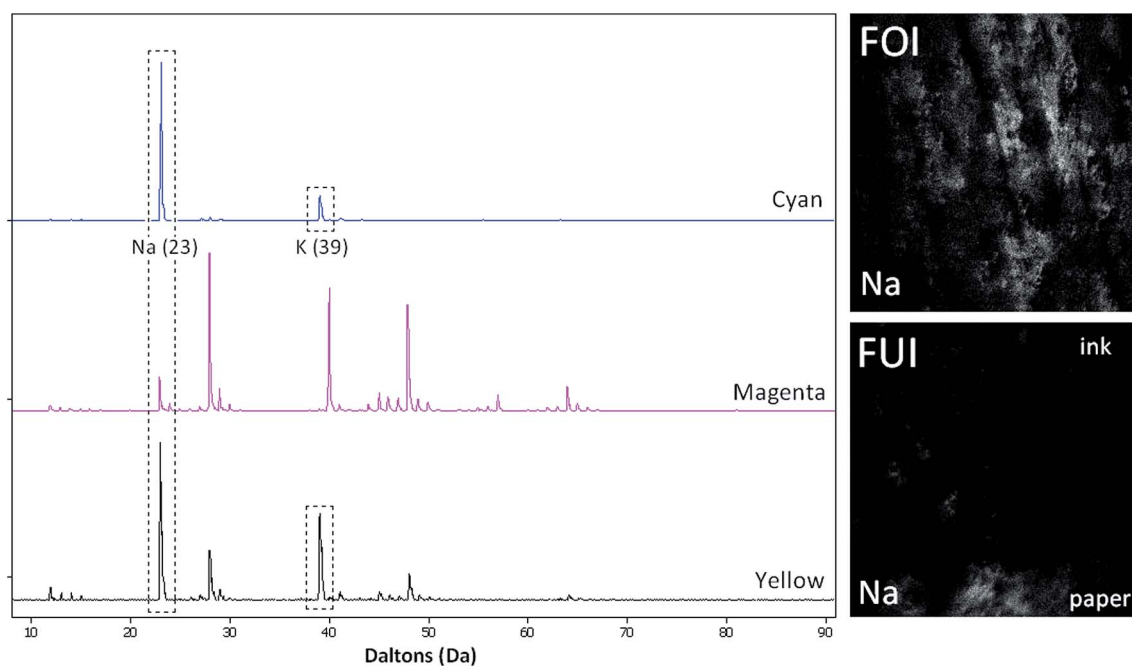 Cyan
Na (23)
K (39)
Magenta
Yellow
10 20 30 40 50 60 70 80 90
Daltons (Da)
FOI
Na
FUI
ink
Na
paper